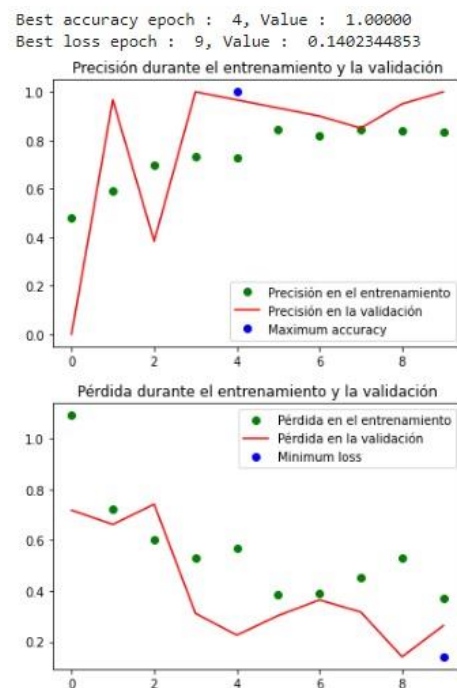 Best accuracy epoch : 4, Value : 1.00000
Best loss epoch : 9, Value : 0.1402344853
Precisión durante el entrenamiento y la validación
1.0
0.8
0.6
0.4
0.2
0.0
Precisión en el entrenamiento
Precisión en la validación
Maximum accuracy
0 2 4 6 8
Pérdida durante el entrenamiento y la validación
Pérdida en el entrenamiento
Pérdida en la validación
Minimum loss
1.0
0.8
0.6
0.4
0.2
0 2 4 6 8